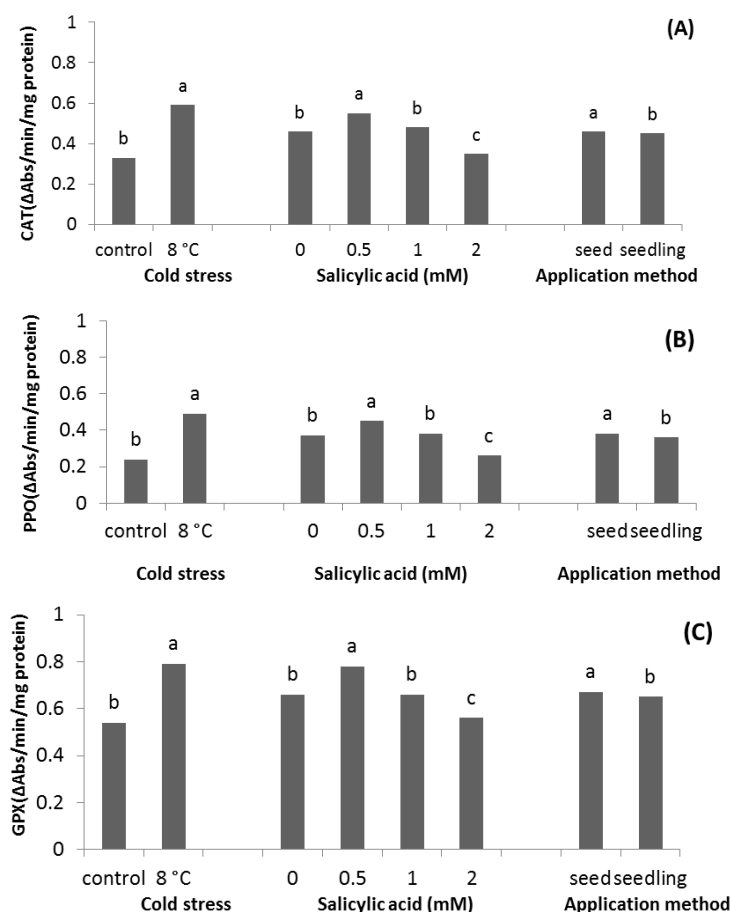 (A)
CAT(ΔAbs/min/mg protein)
1
0.8
0.6
0.4
0.2
0
b a b a b c a b
control 8 °C 0 0.5 1 2 seed seedling
Cold stress Salicylic acid (mM) Application method
(B)
PPO(ΔAbs/min/mg protein)
1
0.8
0.6
0.4
0.2
0
b a b a b c a b
control 8 °C 0 0.5 1 2 seed seedling
Cold stress Salicylic acid (mM) Application method
(C)
GPX(ΔAbs/min/mg protein)
1
0.8
0.6
0.4
0.2
0
b a b a b c a b
control 8 °C 0 0.5 1 2 seed seedling
Cold stress Salicylic acid (mM) Application method